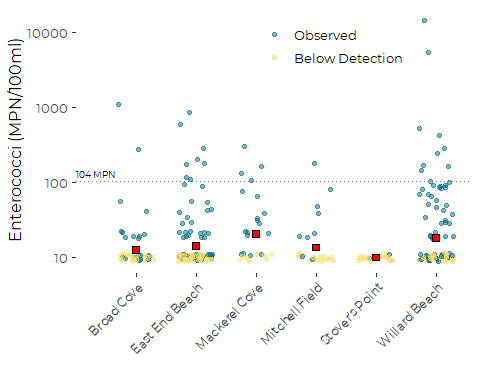 Enterococci (MPN/100ml)
10000
1000
100
10
Observed
Below Detection
104 MPN
Broad Cove
East End Beach
Mackerel Cove
Mitchell Field
Stover's Point
Willard Beach